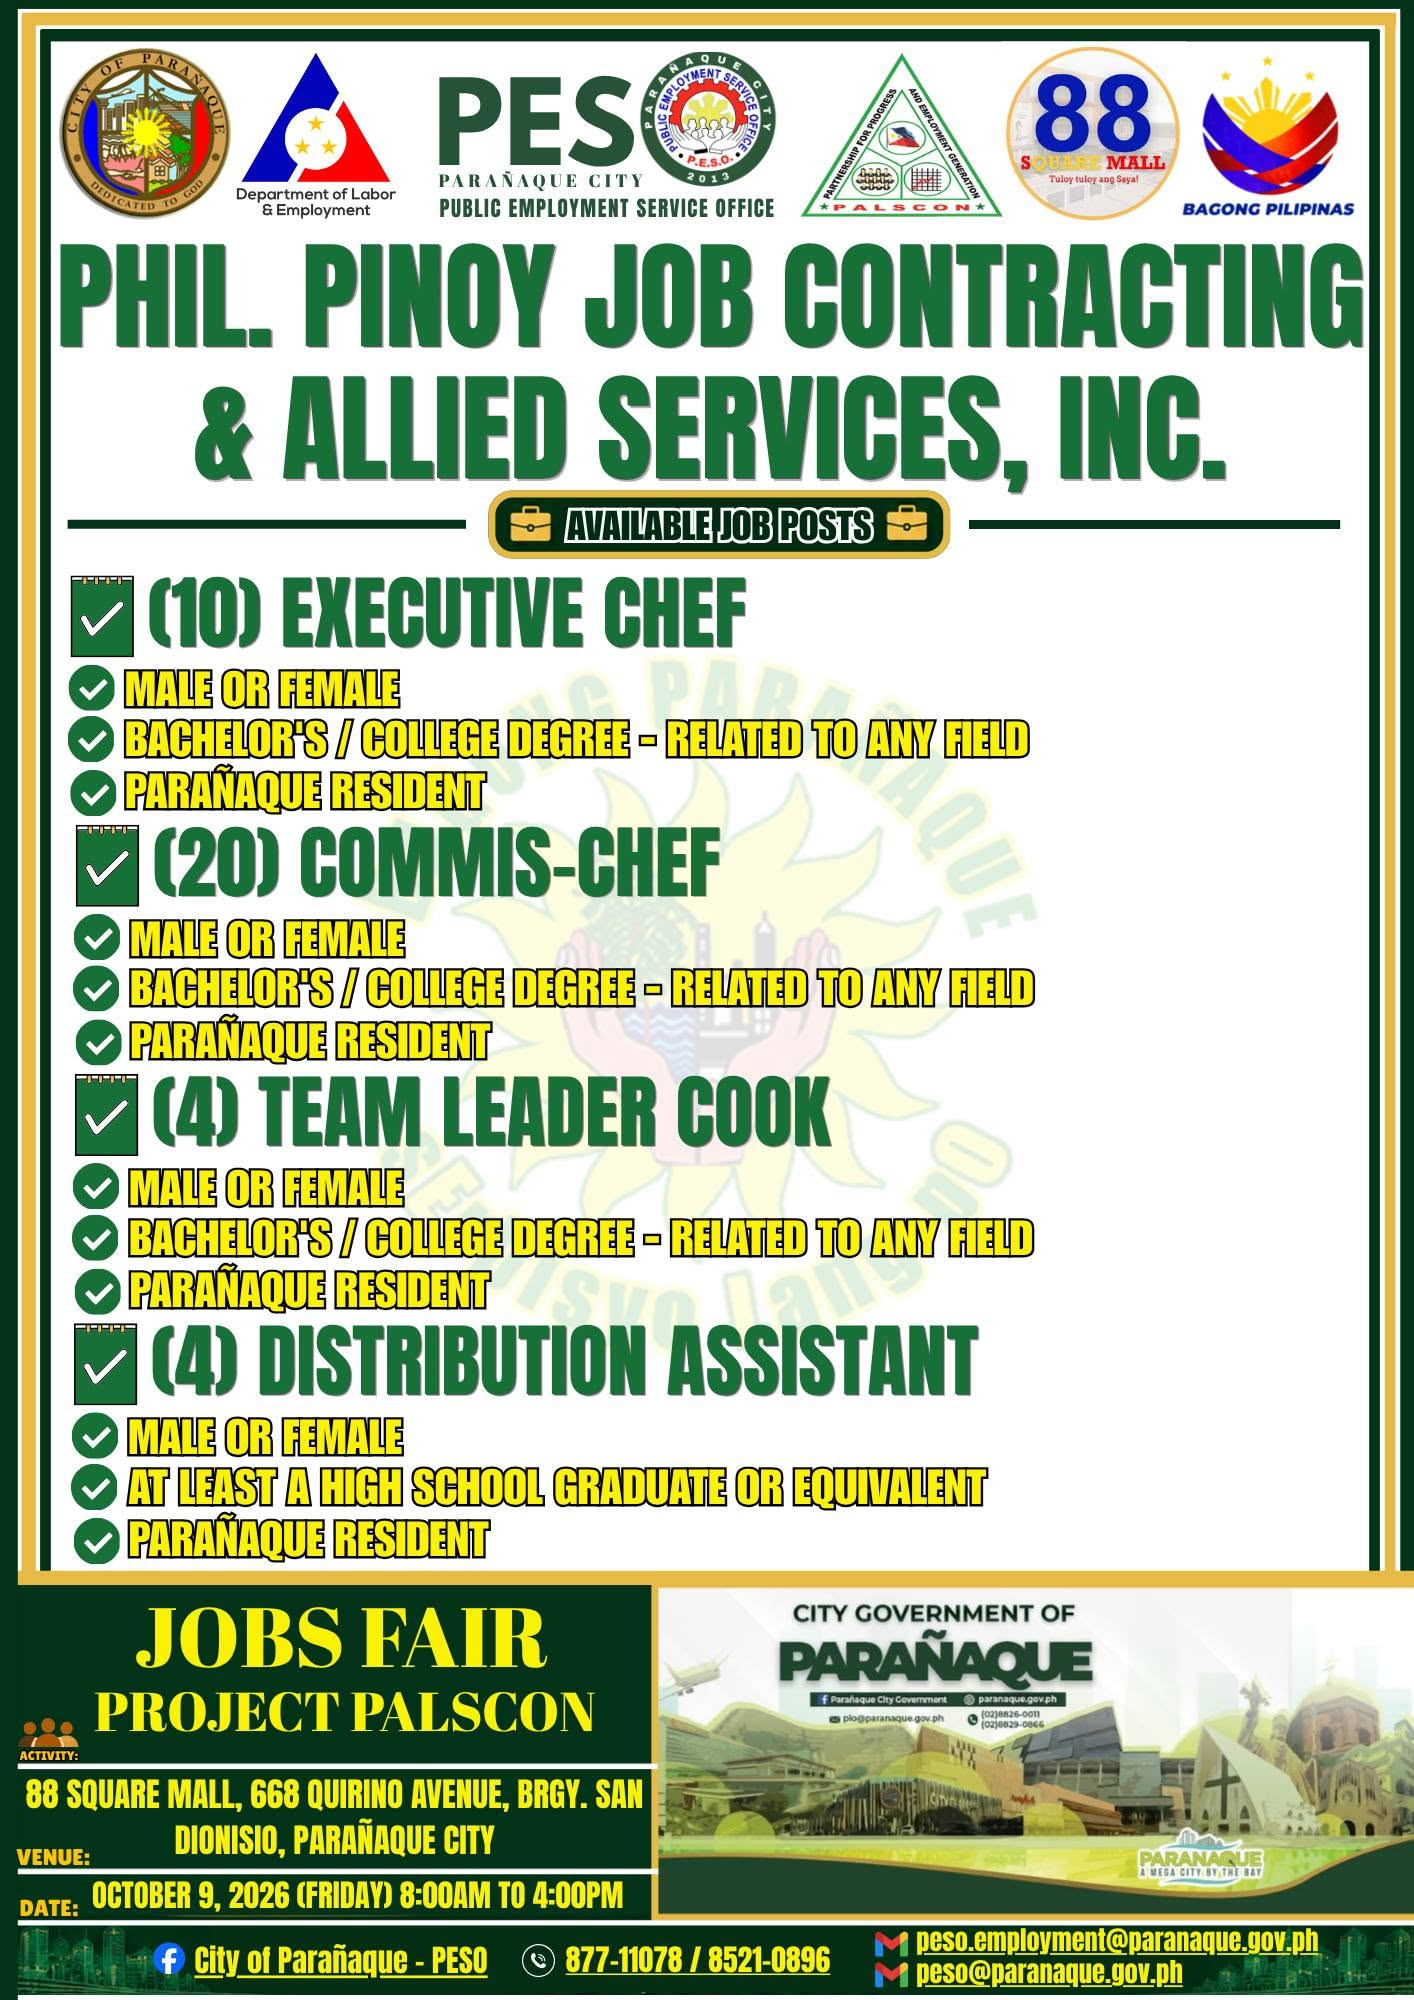 CITY OF PARAÑAQUE
DEDICATED TO GOD
Department of Labor
& Employment
PESO
PARAÑAQUE CITY
PUBLIC EMPLOYMENT SERVICE OFFICE
PARAÑAQUE CITY
PUBLIC EMPLOYMENT SERVICE OFFICE
P.E.S.O.
2013
PARTNERSHIP FOR PROGRESS
AND EMPLOYMENT GENERATION
PALSCON
88
SQUARE MALL
Tuloy tuloy ang Saya!
BAGONG PILIPINAS
PHIL. PINOY JOB CONTRACTING
& ALLIED SERVICES, INC.
AVAILABLE JOB POSTS
(10) EXECUTIVE CHEF
MALE OR FEMALE
BACHELOR'S / COLLEGE DEGREE - RELATED TO ANY FIELD
PARAÑAQUE RESIDENT
(20) COMMIS-CHEF
MALE OR FEMALE
BACHELOR'S / COLLEGE DEGREE - RELATED TO ANY FIELD
PARAÑAQUE RESIDENT
(4) TEAM LEADER COOK
MALE OR FEMALE
BACHELOR'S / COLLEGE DEGREE - RELATED TO ANY FIELD
PARAÑAQUE RESIDENT
(4) DISTRIBUTION ASSISTANT
MALE OR FEMALE
AT LEAST A HIGH SCHOOL GRADUATE OR EQUIVALENT
PARAÑAQUE RESIDENT
JOBS FAIR
PROJECT PALSCON
ACTIVITY:
88 SQUARE MALL, 668 QUIRINO AVENUE, BRGY. SAN
DIONISIO, PARAÑAQUE CITY
VENUE:
DATE: OCTOBER 9, 2026 (FRIDAY) 8:00AM TO 4:00PM
CITY GOVERNMENT OF
PARAÑAQUE
Parañaque City Government paranaque.gov.ph
plo@paranaque.gov.ph (02)8826-0011
(02)8829-0866
PARAÑAQUE
A MEGA CITY BY THE BAY
City of Parañaque - PESO
877-11078 / 8521-0896
peso.employment@paranaque.gov.ph
peso@paranaque.gov.ph